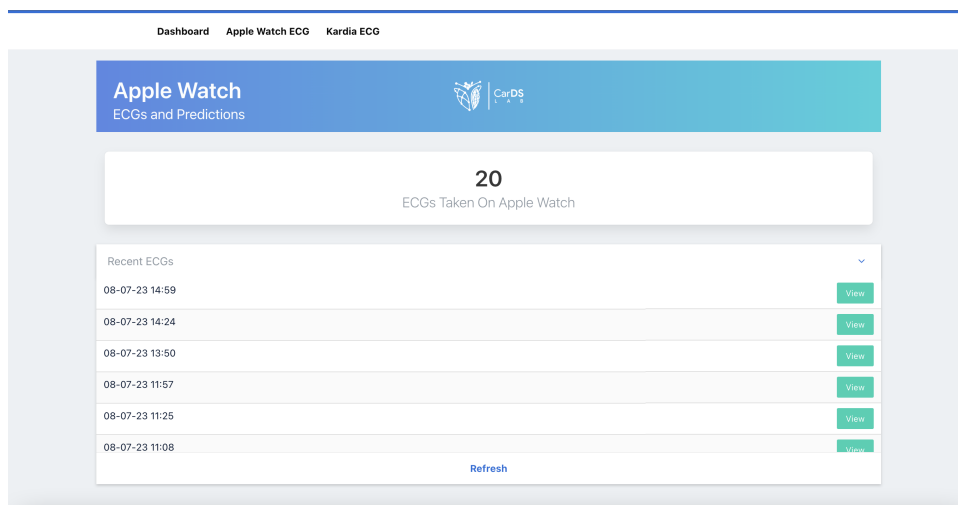 Dashboard Apple Watch ECG Kardia ECG
Apple Watch
ECGs and Predictions
CarDS
LAB
20
ECGs Taken On Apple Watch
Recent ECGs
08-07-23 14:59 View
08-07-23 14:24 View
08-07-23 13:50 View
08-07-23 11:57 View
08-07-23 11:25 View
08-07-23 11:08 View
Refresh